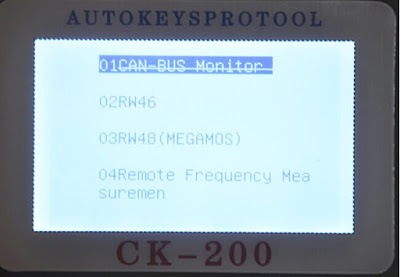 AUTOKEYSPROTOOL
01CAN-BUS Monitor
02RW46
03RW48(MEGAMOS)
04Remote Frequency Mea
suremen
CK-200